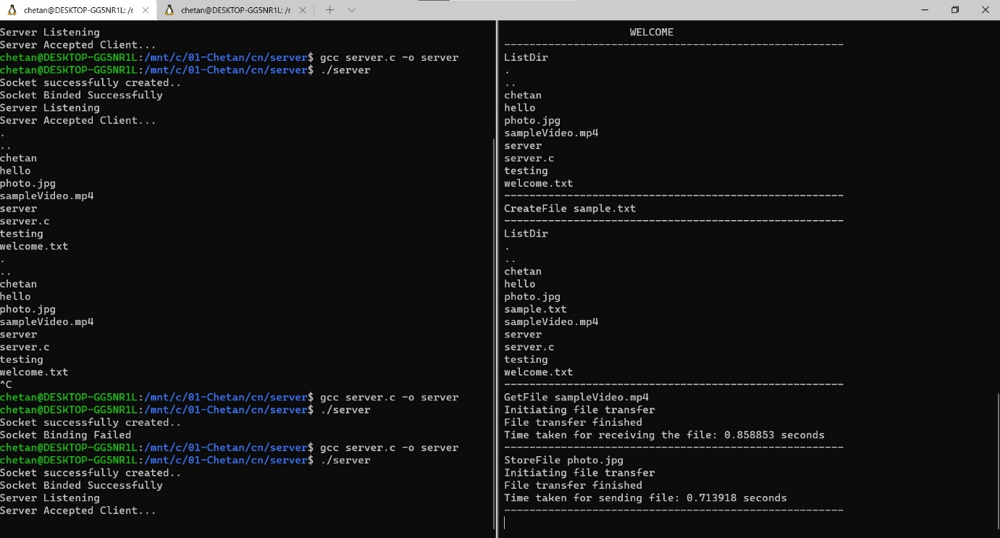 chetan@DESKTOP-GG5NR1L: /r
chetan@DESKTOP-GG5NR1L: /r
Server Listening
Server Accepted Client...
chetan@DESKTOP-GG5NR1L:/mnt/c/01-Chetan/cn/server$ gcc server.c -o server
chetan@DESKTOP-GG5NR1L:/mnt/c/01-Chetan/cn/server$ ./server
Socket successfully created..
Socket Binded Successfully
Server Listening
Server Accepted Client...
.
..
chetan
hello
photo.jpg
sampleVideo.mp4
server
server.c
testing
welcome.txt
.
..
chetan
hello
photo.jpg
sampleVideo.mp4
server
server.c
testing
welcome.txt
^C
chetan@DESKTOP-GG5NR1L:/mnt/c/01-Chetan/cn/server$ gcc server.c -o server
chetan@DESKTOP-GG5NR1L:/mnt/c/01-Chetan/cn/server$ ./server
Socket successfully created..
Socket Binding Failed
chetan@DESKTOP-GG5NR1L:/mnt/c/01-Chetan/cn/server$ gcc server.c -o server
chetan@DESKTOP-GG5NR1L:/mnt/c/01-Chetan/cn/server$ ./server
Socket successfully created..
Socket Binded Successfully
Server Listening
Server Accepted Client...
WELCOME
------------------------------------------------------
ListDir
.
..
chetan
hello
photo.jpg
sampleVideo.mp4
server
server.c
testing
welcome.txt
------------------------------------------------------
CreateFile sample.txt
------------------------------------------------------
ListDir
.
..
chetan
hello
photo.jpg
sample.txt
sampleVideo.mp4
server
server.c
testing
welcome.txt
------------------------------------------------------
GetFile sampleVideo.mp4
Initiating file transfer
File transfer finished
Time taken for receiving the file: 0.858853 seconds
------------------------------------------------------
StoreFile photo.jpg
Initiating file transfer
File transfer finished
Time taken for sending file: 0.713918 seconds
------------------------------------------------------